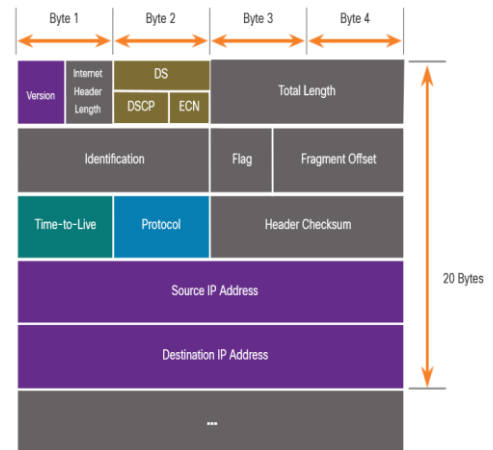 Byte 1 Byte 2 Byte 3 Byte 4
Version
Internet
Header
Length
DS
DSCP ECN
Total Length
Identification Flag Fragment Offset
Time-to-Live Protocol Header Checksum
20 Bytes
Source IP Address
Destination IP Address
...